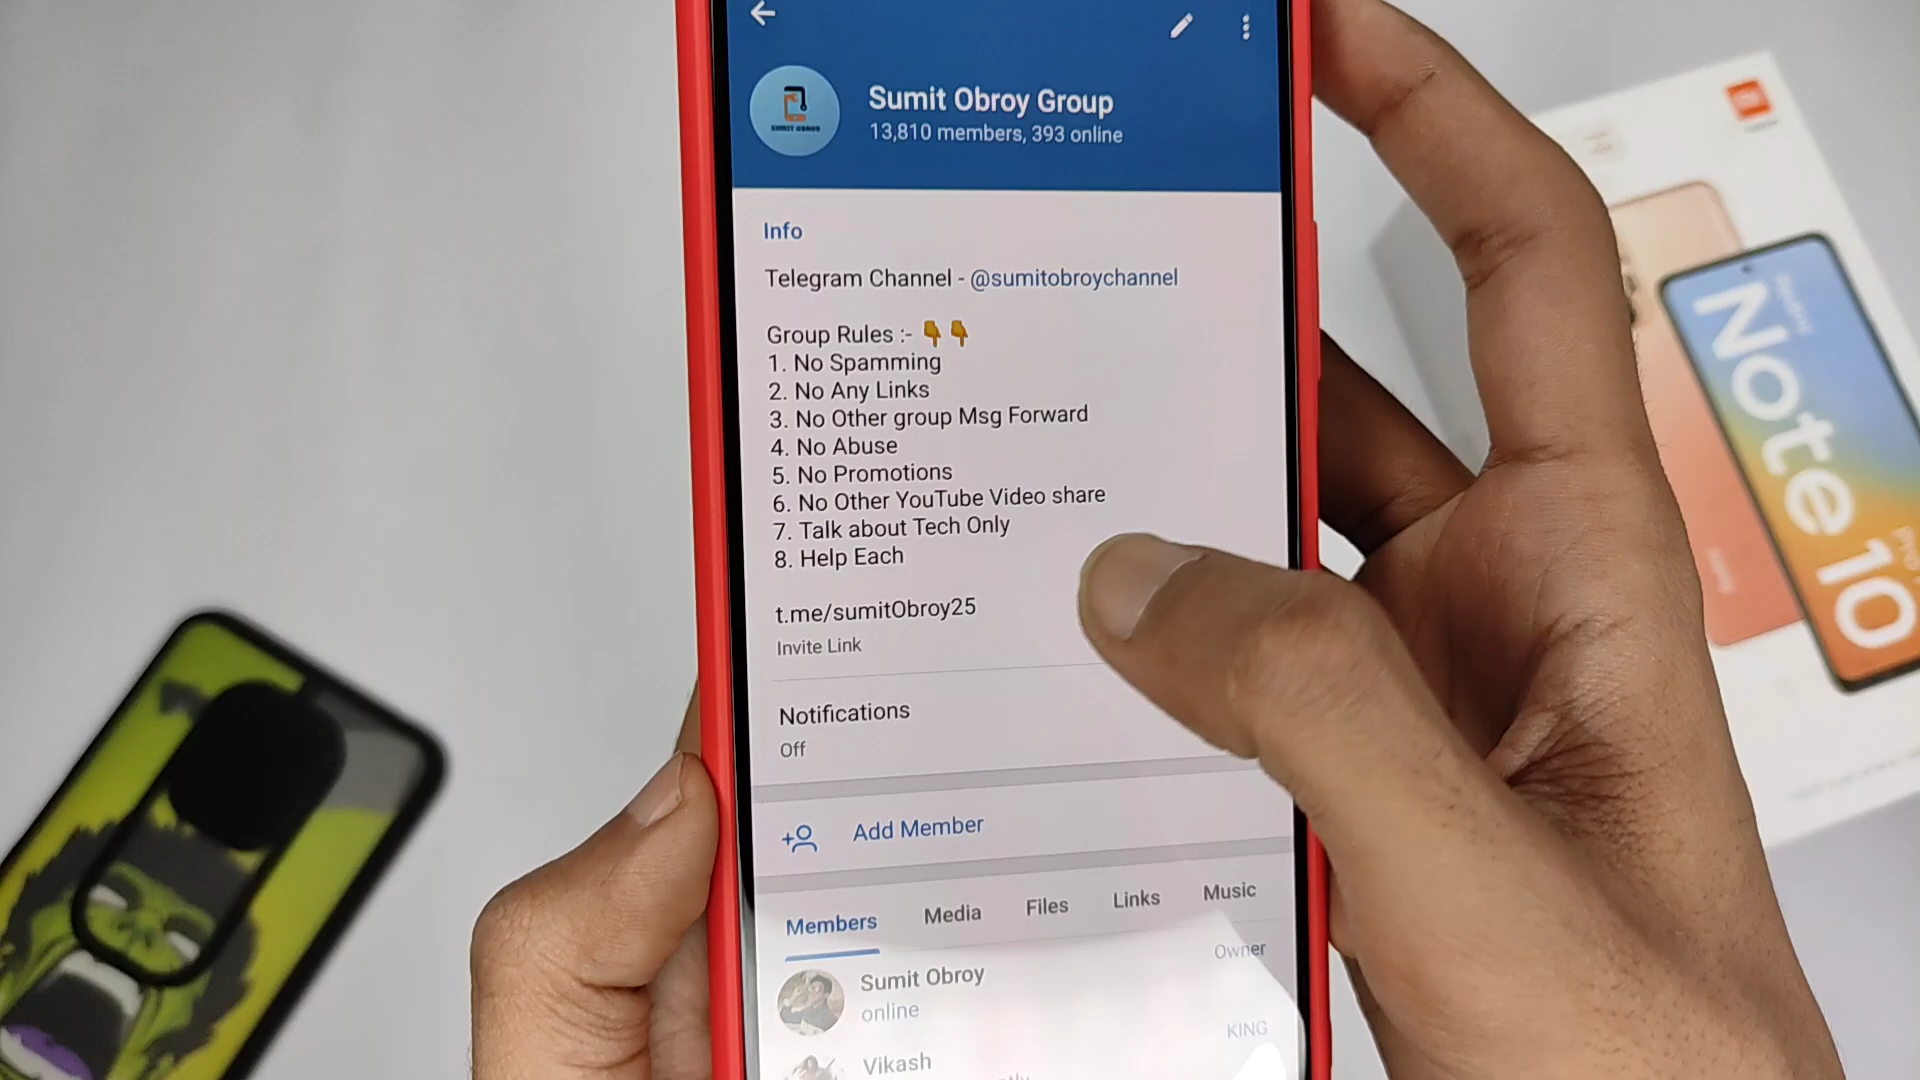 Sumit Obroy Group
13,810 members, 393 online
SUMIT OBROY
Info
Telegram Channel - @sumitobroychannel
Group Rules :- 👇👇
1. No Spamming
2. No Any Links
3. No Other group Msg Forward
4. No Abuse
5. No Promotions
6. No Other YouTube Video share
7. Talk about Tech Only
8. Help Each
t.me/sumitObroy25
Invite Link
Notifications
Off
Add Member
Members Media Files Links Music
Sumit Obroy
Owner
online
Vikash
KING
Note 10